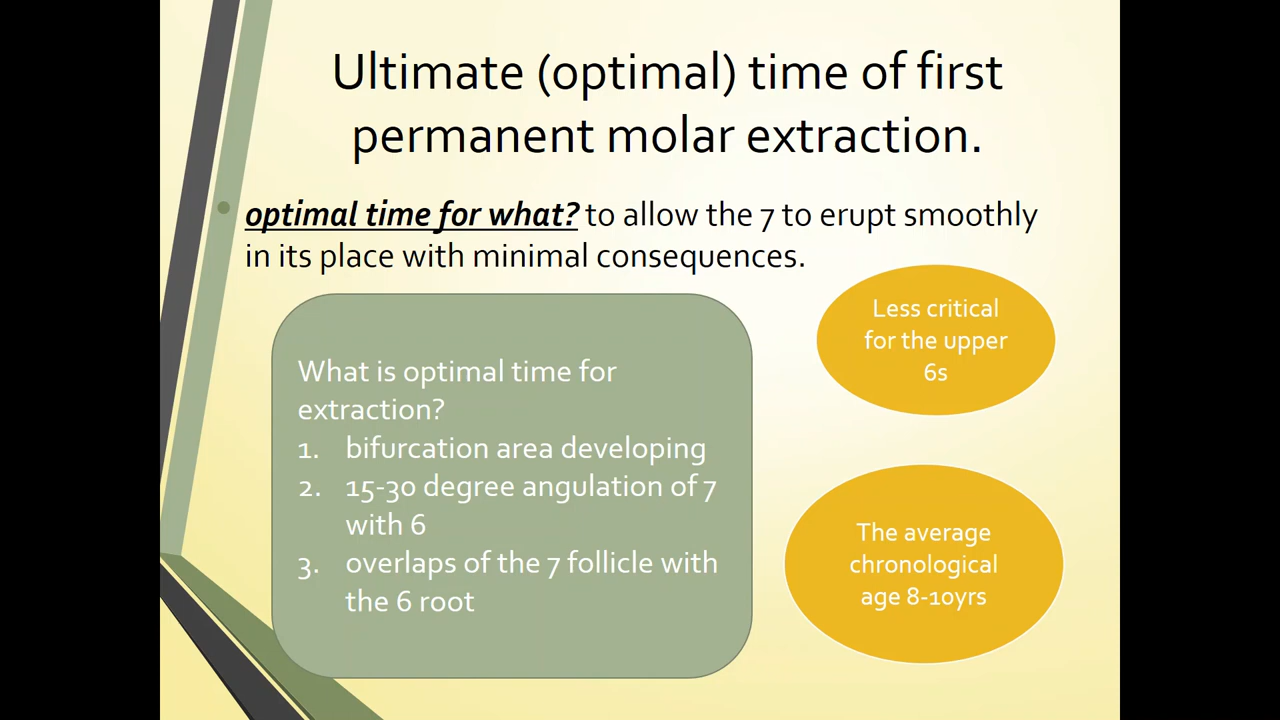 Ultimate (optimal) time of first
permanent molar extraction.
optimal time for what? to allow the 7 to erupt smoothly
in its place with minimal consequences.
What is optimal time for
extraction?
1. bifurcation area developing
2. 15-30 degree angulation of 7
with 6
3. overlaps of the 7 follicle with
the 6 root
Less critical
for the upper
6s
The average
chronological
age 8-10yrs